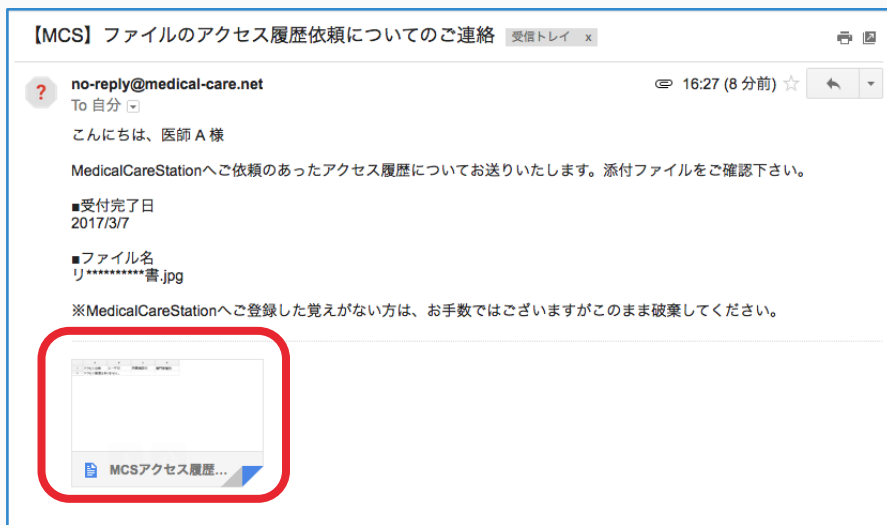 【MCS】ファイルのアクセス履歴依頼についてのご連絡 受信トレイ x
no-reply@medical-care.net 16:27 (8 分前)
To 自分
こんにちは、医師 A 様
MedicalCareStationへご依頼のあったアクセス履歴についてお送りいたします。添付ファイルをご確認下さい。
■受付完了日
2017/3/7
■ファイル名
リ**********書.jpg
※MedicalCareStationへご登録した覚えがない方は、お手数ではございますがこのまま破棄してください。
MCSアクセス履歴...